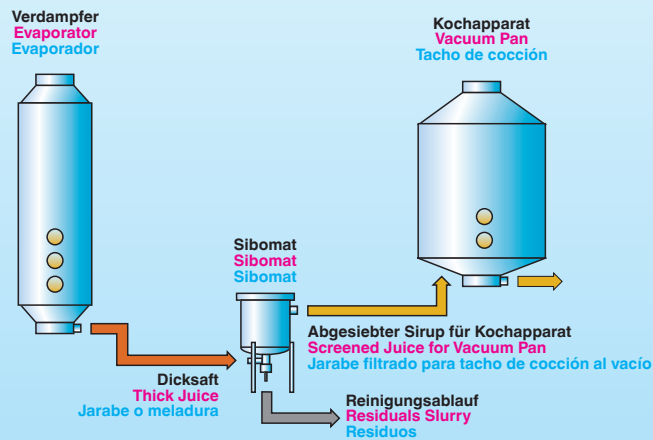 Verdampfer
Evaporator
Evaporador
Kochapparat
Vacuum Pan
Tacho de cocción
Sibomat
Sibomat
Sibomat
Abgesiebter Sirup für Kochapparat
Screened Juice for Vacuum Pan
Jarabe filtrado para tacho de cocción al vacío
Dicksaft
Thick Juice
Jarabe o meladura
Reinigungsablauf
Residuals Slurry
Residuos